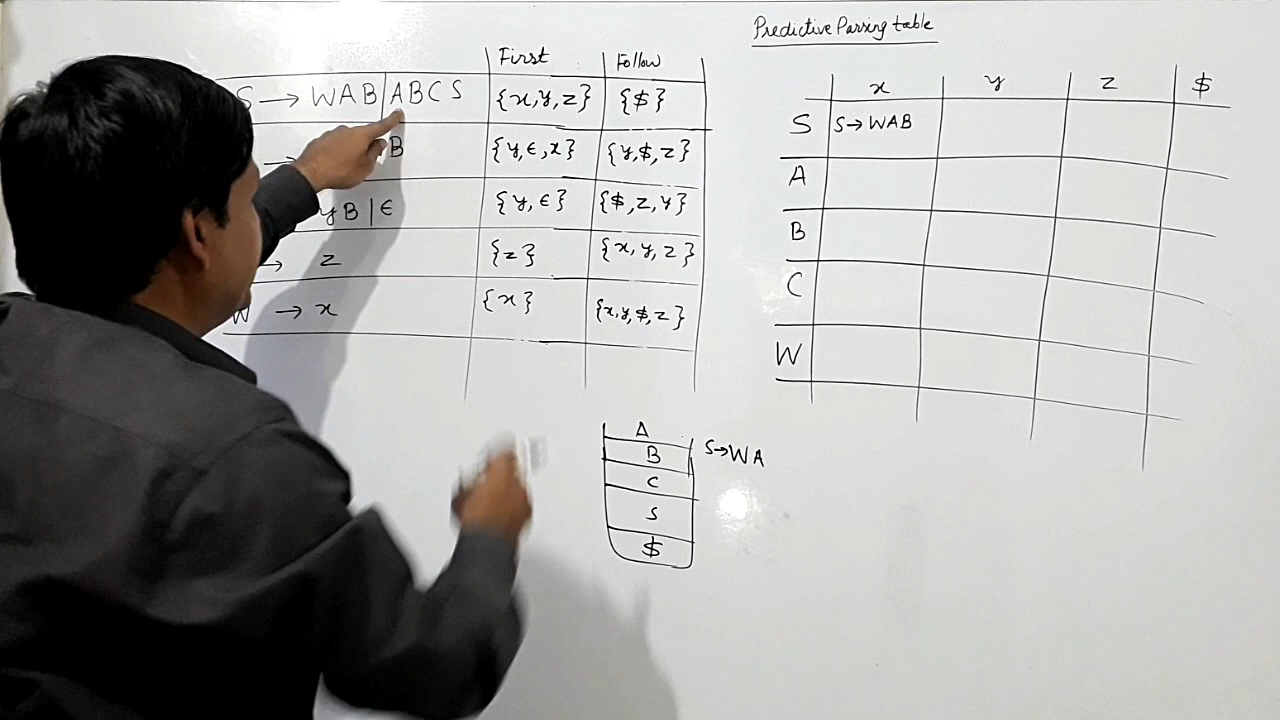 Predictive Parsing table
First Follow
S → WAB | ABCS {x,y,z} {$}
→ B {y,ϵ,x} {y,$,z}
yB | ϵ {y,ϵ} {$,z,y}
→ z {z} {x,y,z}
W → x {x} {x,y,$,z}
x y z $
S S→WAB
A
B
C
W
A
B S→WA
C
S
$